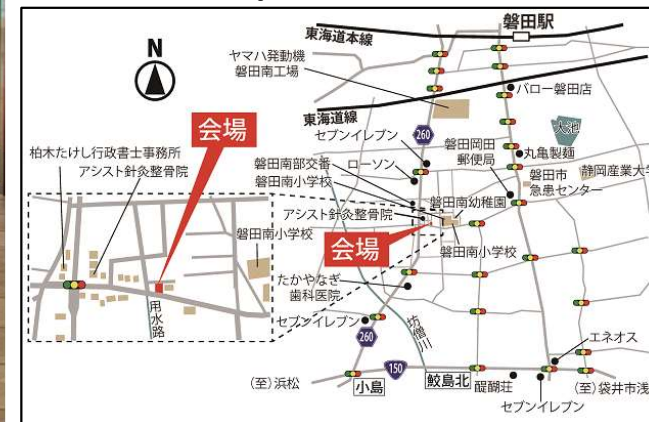 磐田駅
東海道本線
ヤマハ発動機
磐田南工場
N
バロー磐田店
東海道線
会場
セブンイレブン
260
大池
磐田岡田
郵便局
丸亀製麺
柏木たけし行政書士事務所
アシスト針灸整骨院
磐田南部交番
ローソン
磐田南小学校
磐田市
急患センター
静岡産業大学
アシスト針灸整骨院
磐田南幼稚園
磐田南小学校
会場
磐田南小学校
たかやなぎ
歯科医院
用水路
セブンイレブン
坊僧川
260
エネオス
150
(至)浜松
小島
鮫島北
醍醐荘
(至)袋井市浅
セブンイレブン